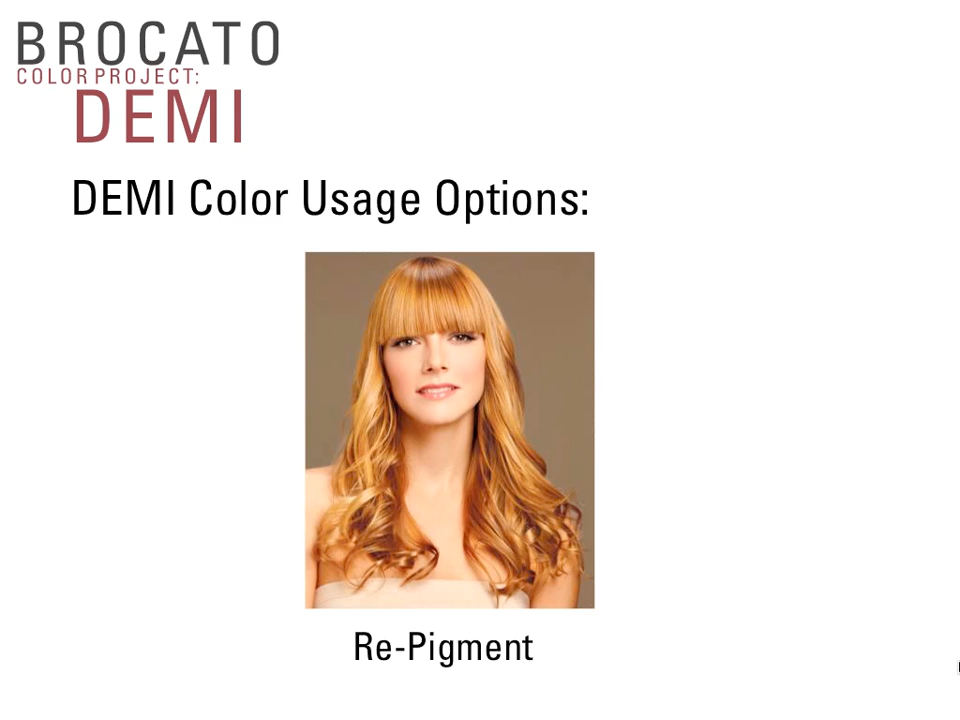 BROCATO
COLOR PROJECT:
DEMI
DEMI Color Usage Options:
Re-Pigment